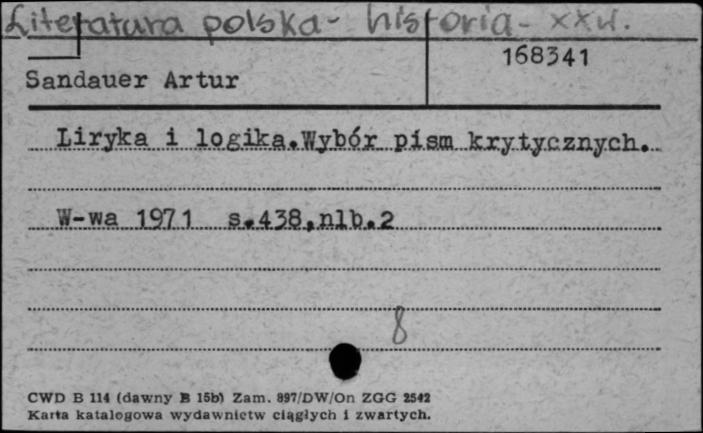 Literatura polska - historia - XXw.
168341
Sandauer Artur
Liryka i logika.Wybór pism krytycznych.
W-wa 1971 s.438,nlb.2
8
CWD B 114 (dawny B 15b) Zam. 897/DW/On ZGG 2542
Karta katalogowa wydawnictw ciągłych i zwartych.